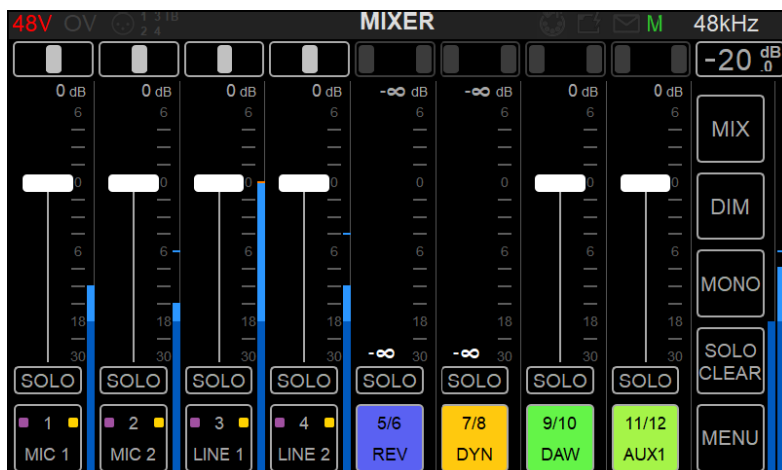 48V OV 1 3 TB MIXER M 48kHz
2 4
-20 dB
.0
0 dB 0 dB 0 dB 0 dB -∞ dB -∞ dB 0 dB 0 dB
6 6 6 6 6 6 6 6
MIX
0 0 0 0 0 0 0 0
DIM
6 6 6 6 6 6 6 6
MONO
18 18 18 18 18 18 18 18
30 30 30 30 -∞ 30 -∞ 30 30 30
SOLO
CLEAR
SOLO SOLO SOLO SOLO SOLO SOLO SOLO SOLO
1 2 3 4 5/6 7/8 9/10 11/12
MENU
MIC 1 MIC 2 LINE 1 LINE 2 REV DYN DAW AUX1